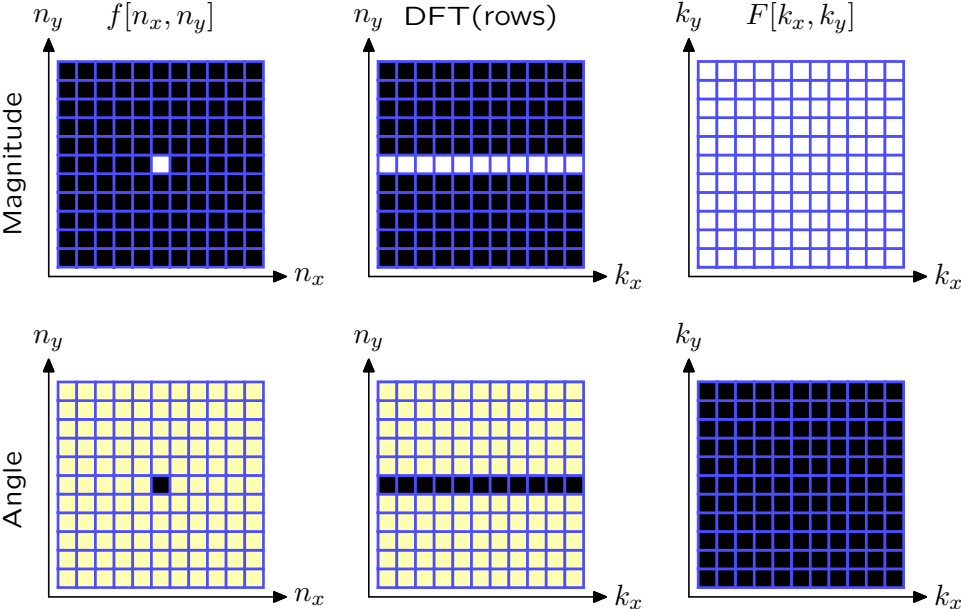 n_y f[n_x, n_y] n_y DFT(rows) k_y F[k_x, k_y]
Magnitude
n_x k_x k_x
n_y n_y k_y
Angle
n_x k_x k_x